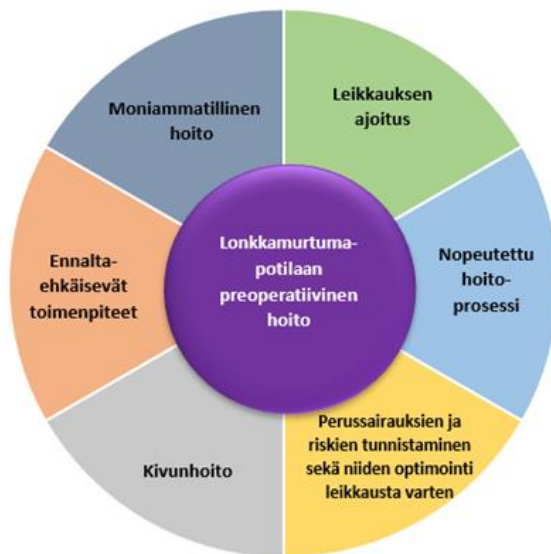 Moniammatillinen
hoito
Leikkauksen
ajoitus
Ennalta-
ehkäisevät
toimenpiteet
Lonkkamurtuma-
potilaan
preoperatiivinen
hoito
Nopeutettu
hoito-
prosessi
Kivunhoito
Perussairauksien ja
riskien tunnistaminen
sekä niiden optimointi
leikkausta varten